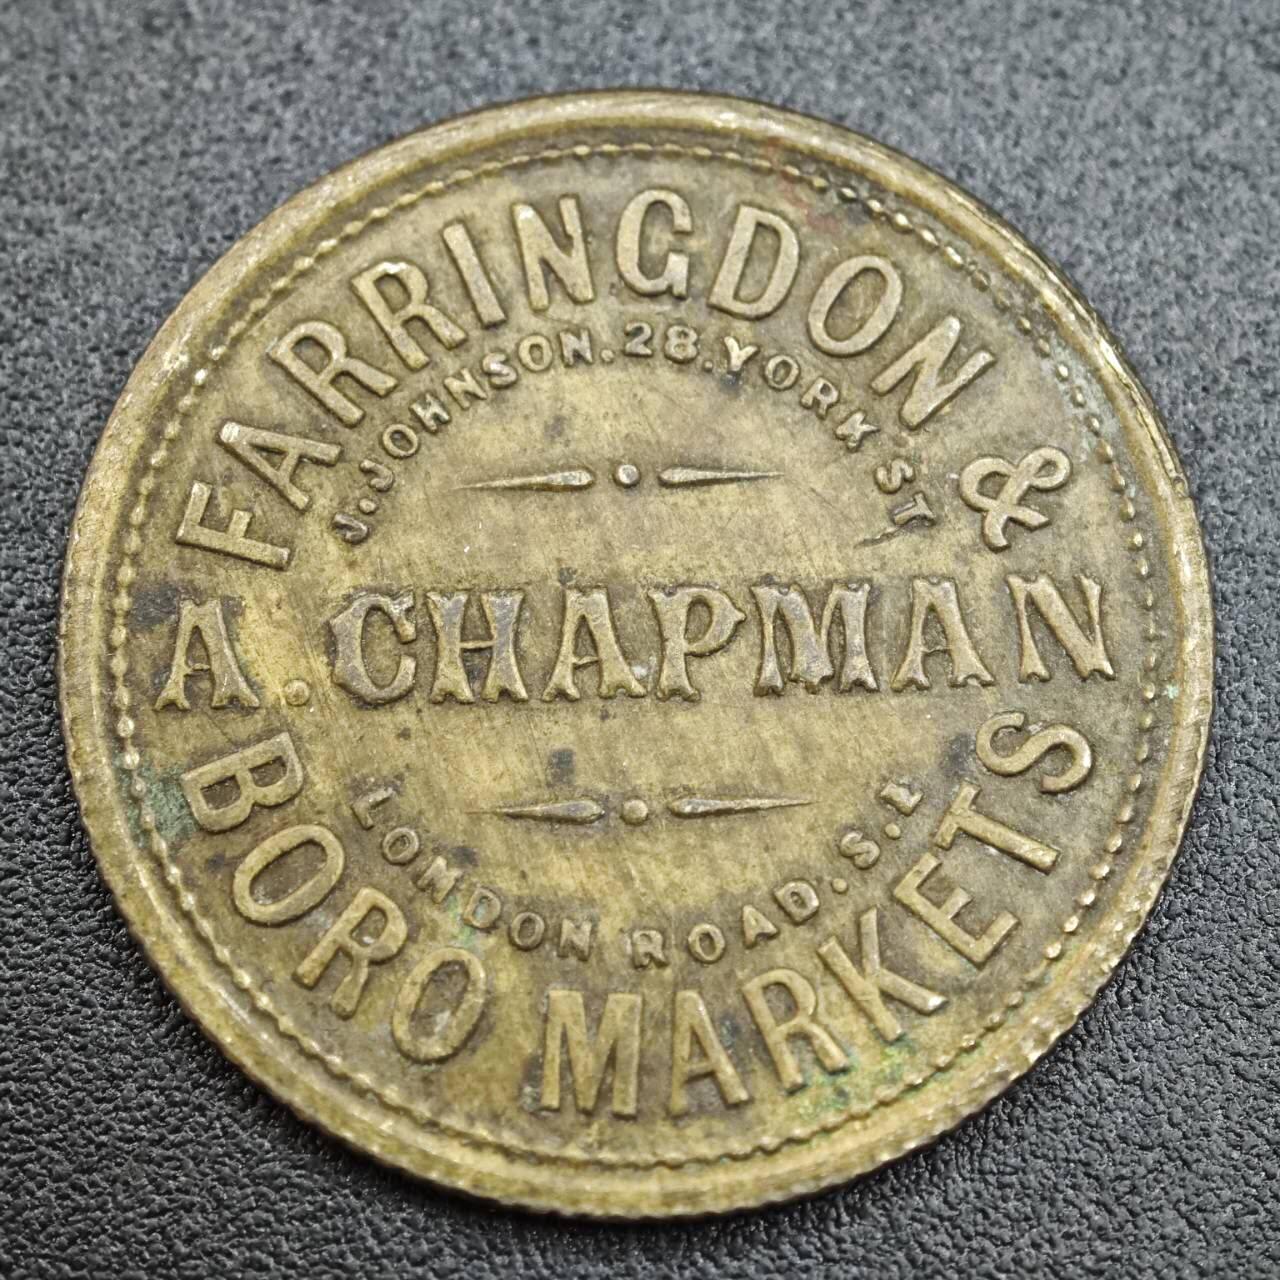 FARRINGDON &
J. JOHNSON. 28. YORK ST
A. CHAPMAN
LONDON ROAD. S.E
BORO MARKETS